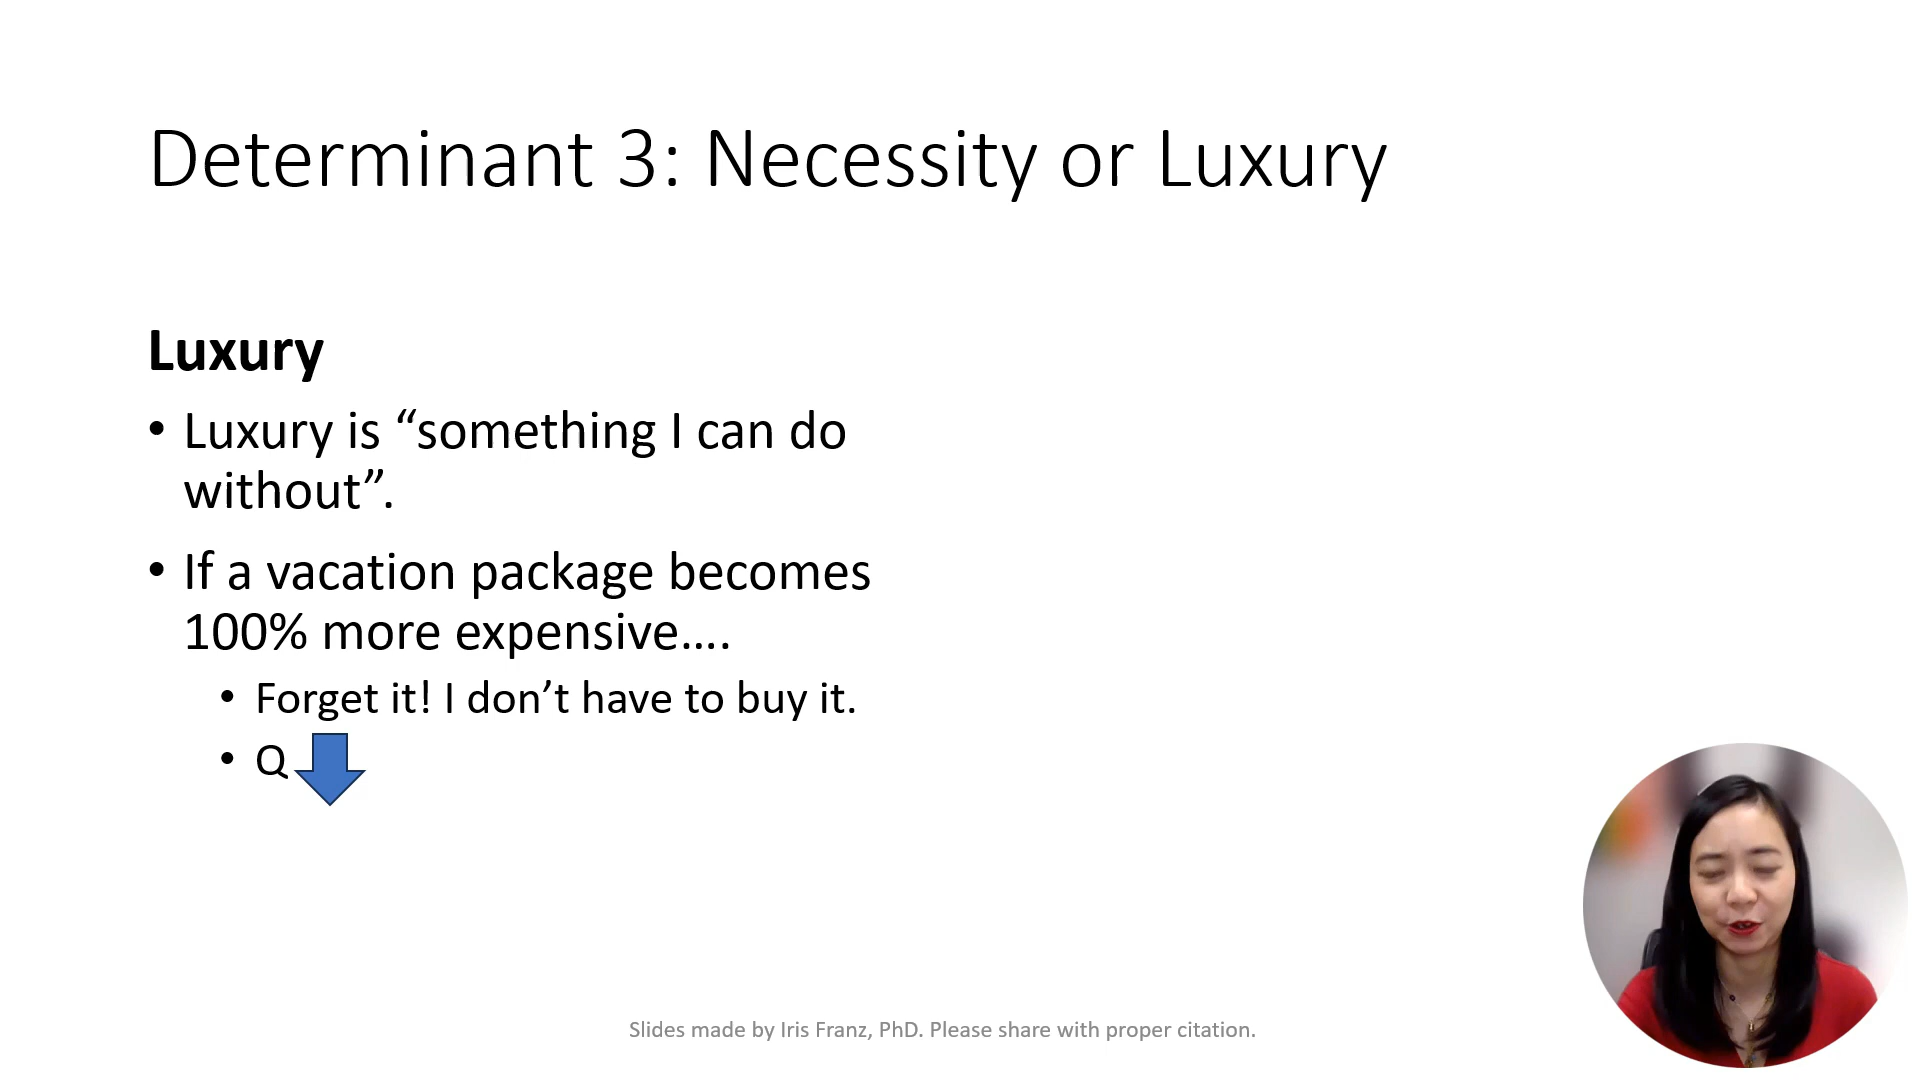 Determinant 3: Necessity or Luxury
Luxury
• Luxury is “something I can do
without”.
• If a vacation package becomes
100% more expensive....
• Forget it! I don’t have to buy it.
• Q
Slides made by Iris Franz, PhD. Please share with proper citation.